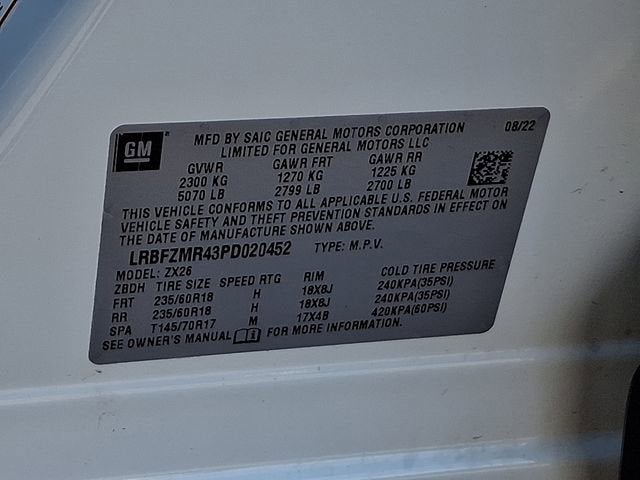 GM
MFD BY SAIC GENERAL MOTORS CORPORATION 08/22
LIMITED FOR GENERAL MOTORS LLC
GVWR GAWR FRT GAWR RR
2300 KG 1270 KG 1225 KG
5070 LB 2799 LB 2700 LB
THIS VEHICLE CONFORMS TO ALL APPLICABLE U.S. FEDERAL MOTOR
VEHICLE SAFETY AND THEFT PREVENTION STANDARDS IN EFFECT ON
THE DATE OF MANUFACTURE SHOWN ABOVE.
LRBFZMR43PD020452 TYPE: M.P.V.
MODEL: ZX26
ZBDH TIRE SIZE SPEED RTG RIM COLD TIRE PRESSURE
FRT 235/60R18 H 18X8J 240KPA(35PSI)
RR 235/60R18 H 18X8J 240KPA(35PSI)
SPA T145/70R17 M 17X4B 420KPA(60PSI)
SEE OWNER'S MANUAL FOR MORE INFORMATION.